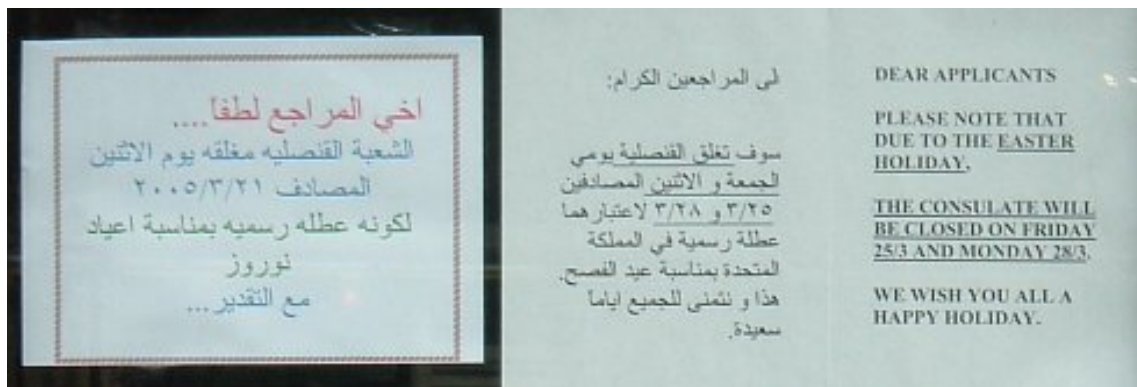 اخي المراجع لطفا....
الشعبة القنصليه مغلقه يوم الاثنين
المصادف ٢٠٠٥/٣/٢١
لكونه عطله رسميه بمناسبة اعياد
نوروز
مع التقدير...
لى المراجعين الكرام:
سوف تغلق القنصلية يومي
الجمعة و الاثنين المصادفين
٣/٢٥ و ٣/٢٨ لاعتبارهما
عطلة رسمية في المملكة
المتحدة بمناسبة عيد الفصح.
هذا و نتمنى للجميع اياماً
سعيدة.
DEAR APPLICANTS
PLEASE NOTE THAT
DUE TO THE EASTER
HOLIDAY,
THE CONSULATE WILL
BE CLOSED ON FRIDAY
25/3 AND MONDAY 28/3.
WE WISH YOU ALL A
HAPPY HOLIDAY.